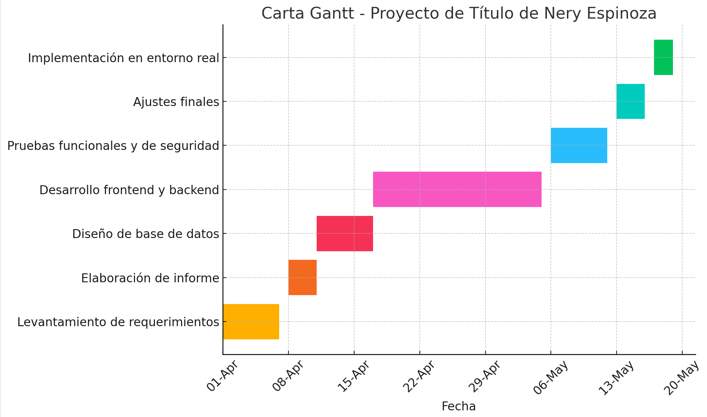 Carta Gantt - Proyecto de Título de Nery Espinoza
Implementación en entorno real
Ajustes finales
Pruebas funcionales y de seguridad
Desarrollo frontend y backend
Diseño de base de datos
Elaboración de informe
Levantamiento de requerimientos
01-Apr 08-Apr 15-Apr 22-Apr 29-Apr 06-May 13-May 20-May
Fecha